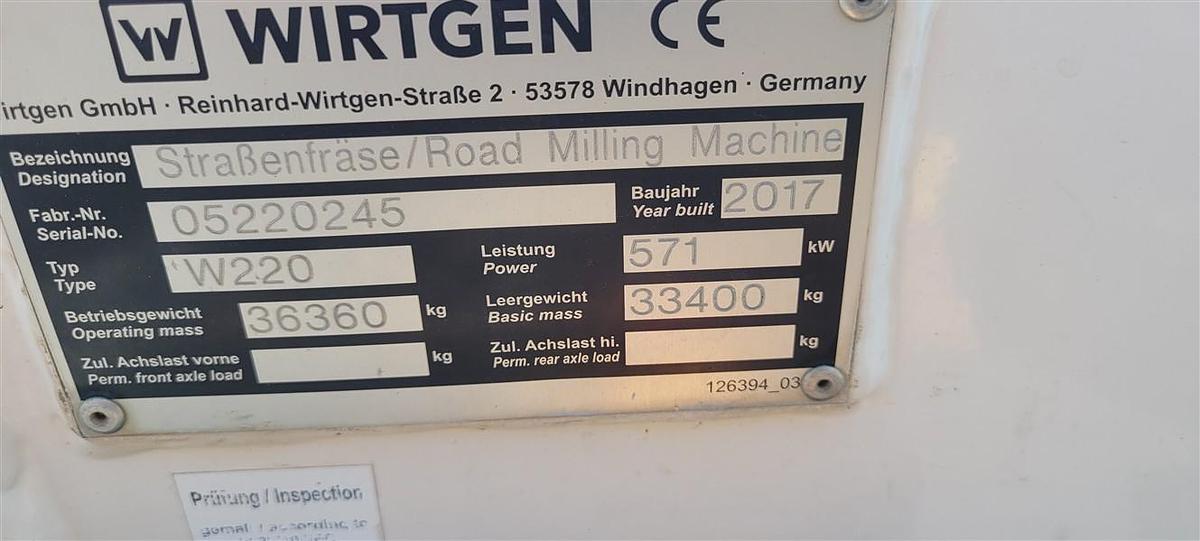 W WIRTGEN CE
irtgen GmbH · Reinhard-Wirtgen-Straße 2 · 53578 Windhagen · Germany
Bezeichnung Straßenfräse/Road Milling Machine
Designation
Fabr.-Nr. 05220245 Baujahr 2017
Serial-No. Year built
Typ W220 Leistung 571 kW
Type Power
Betriebsgewicht 36360 kg Leergewicht 33400 kg
Operating mass Basic mass
Zul. Achslast vorne kg Zul. Achslast hi. kg
Perm. front axle load Perm. rear axle load
126394_03
Prüfung / Inspection